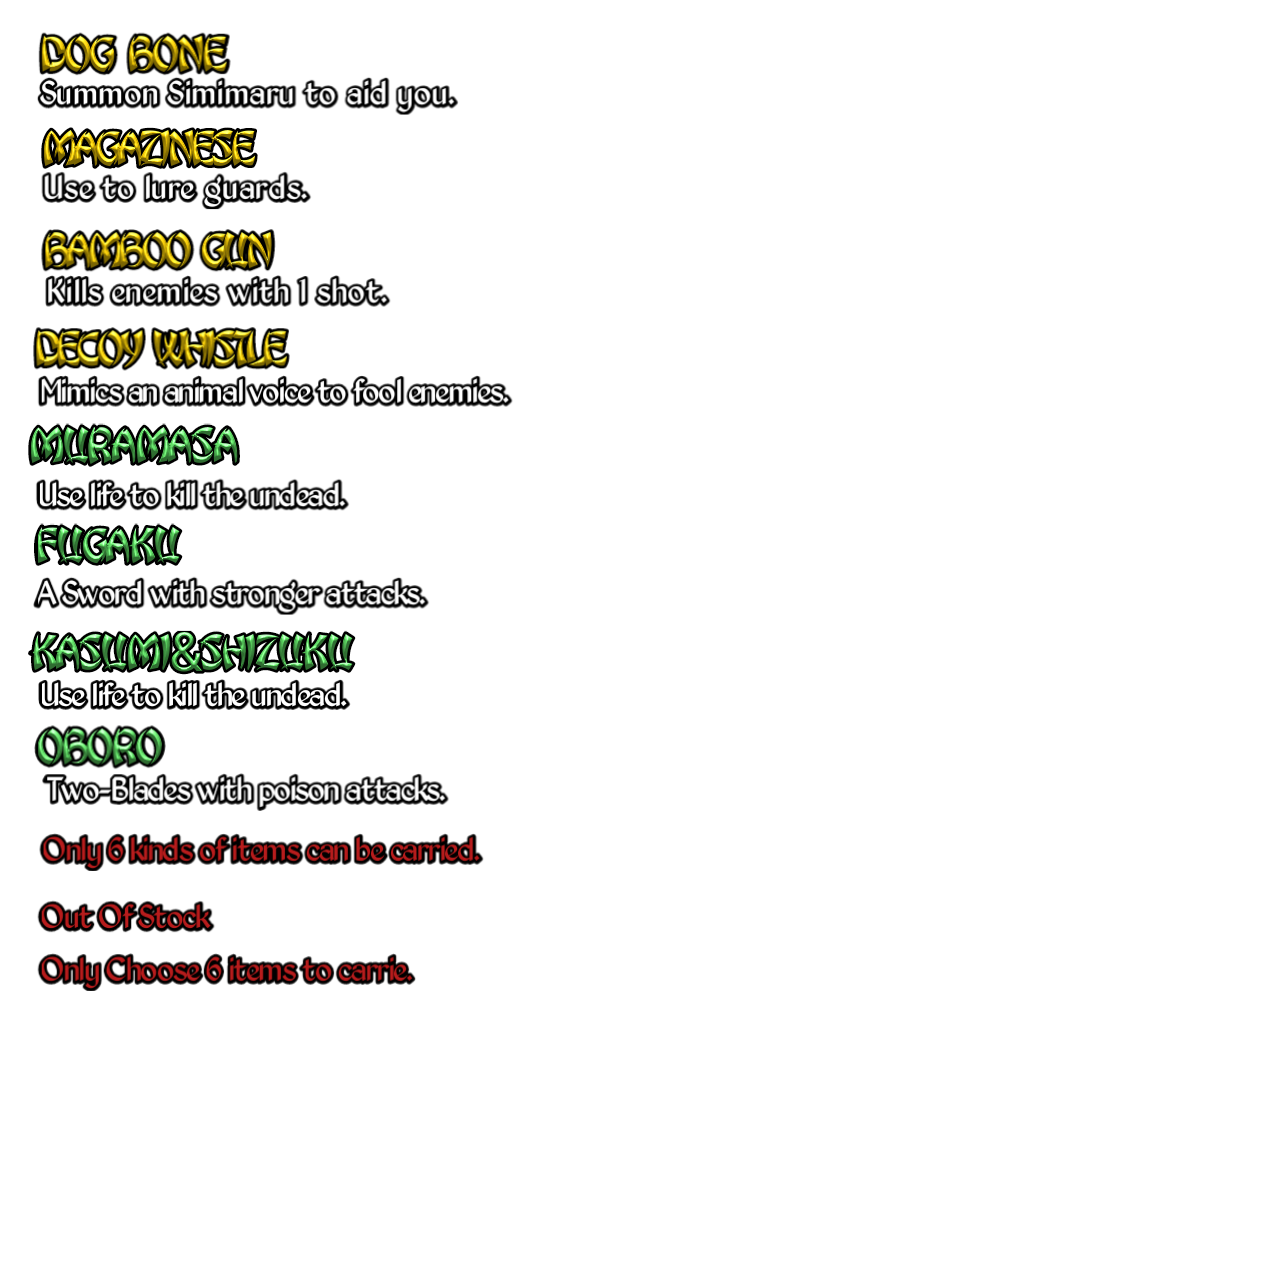 DOG BONE
Summon Simimaru to aid you.
MAGAZINESE
Use to lure guards.
BAMBOO GUN
Kills enemies with 1 shot.
DECOY WHISTLE
Mimics an animal voice to fool enemies.
MURAMASA
Use life to kill the undead.
FUGAKU
A Sword with stronger attacks.
KASUMI&SHIZUKU
Use life to kill the undead.
OBORO
Two-Blades with poison attacks.
Only 6 kinds of items can be carried.
Out Of Stock
Only Choose 6 items to carrie.